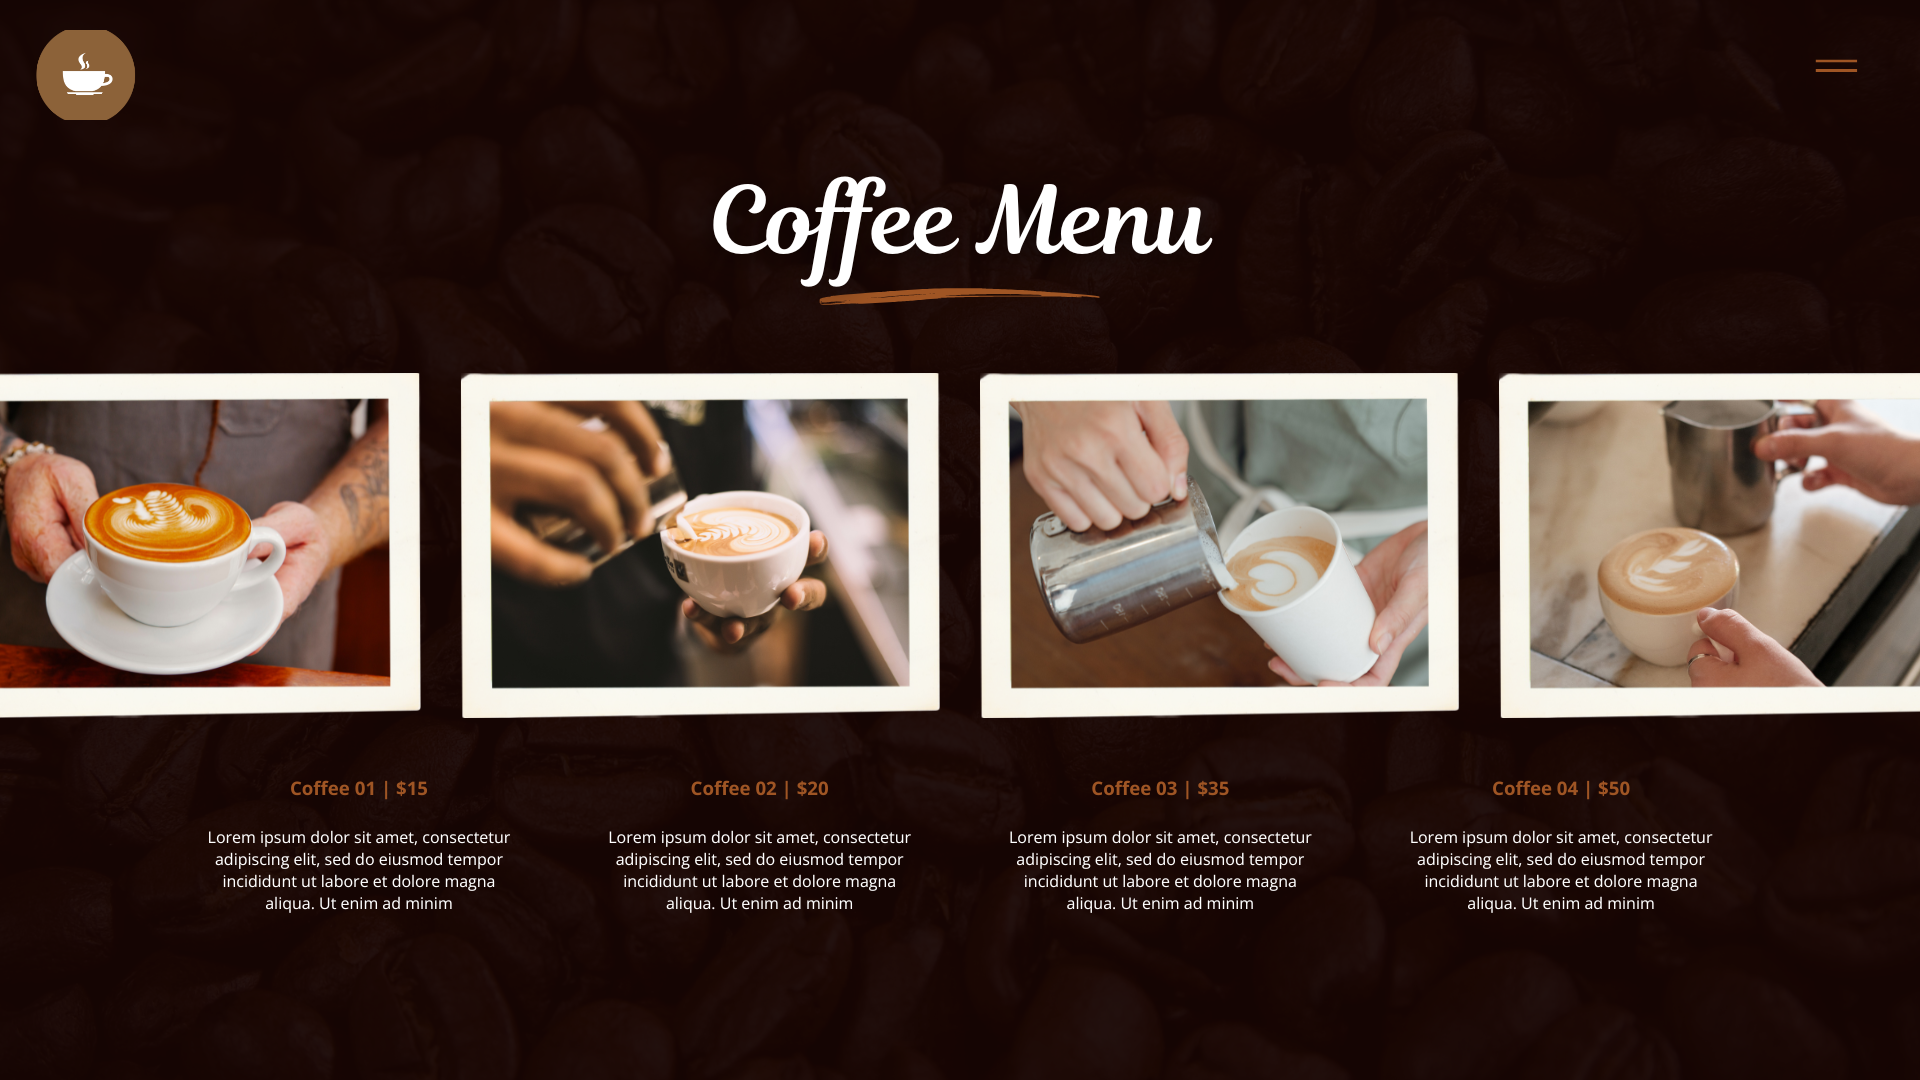 Coffee Menu
Coffee 01 | $15
Lorem ipsum dolor sit amet, consectetur
adipiscing elit, sed do eiusmod tempor
incididunt ut labore et dolore magna
aliqua. Ut enim ad minim
Coffee 02 | $20
Lorem ipsum dolor sit amet, consectetur
adipiscing elit, sed do eiusmod tempor
incididunt ut labore et dolore magna
aliqua. Ut enim ad minim
Coffee 03 | $35
Lorem ipsum dolor sit amet, consectetur
adipiscing elit, sed do eiusmod tempor
incididunt ut labore et dolore magna
aliqua. Ut enim ad minim
Coffee 04 | $50
Lorem ipsum dolor sit amet, consectetur
adipiscing elit, sed do eiusmod tempor
incididunt ut labore et dolore magna
aliqua. Ut enim ad minim